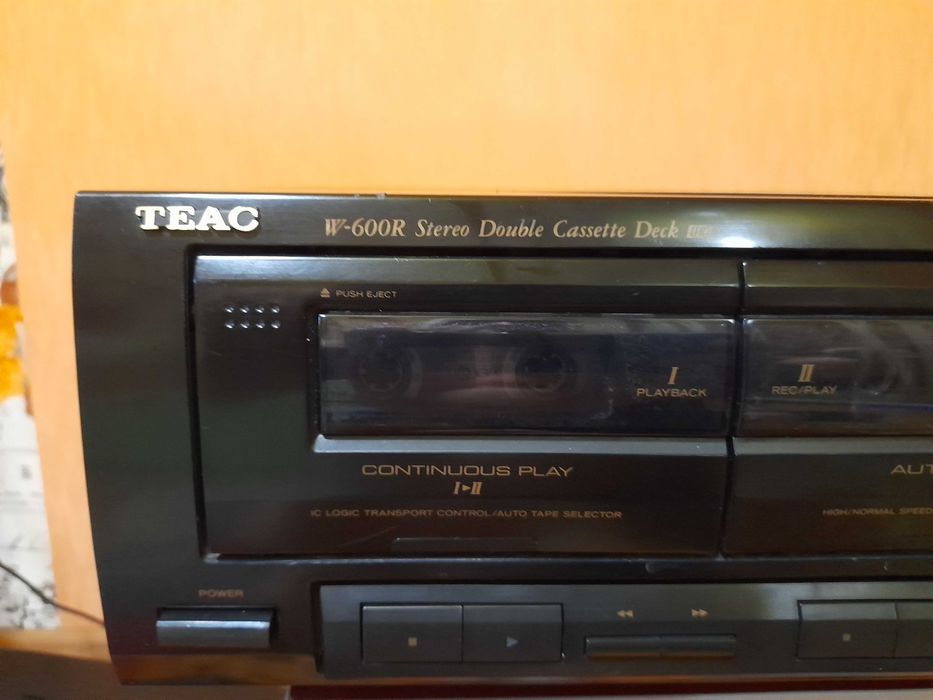 TEAC
W-600R Stereo Double Cassette Deck
PUSH EJECT
I
PLAYBACK
II
REC/PLAY
CONTINUOUS PLAY
I▸II
IC LOGIC TRANSPORT CONTROL/AUTO TAPE SELECTOR
AUT
HIGH/NORMAL SPEED
POWER